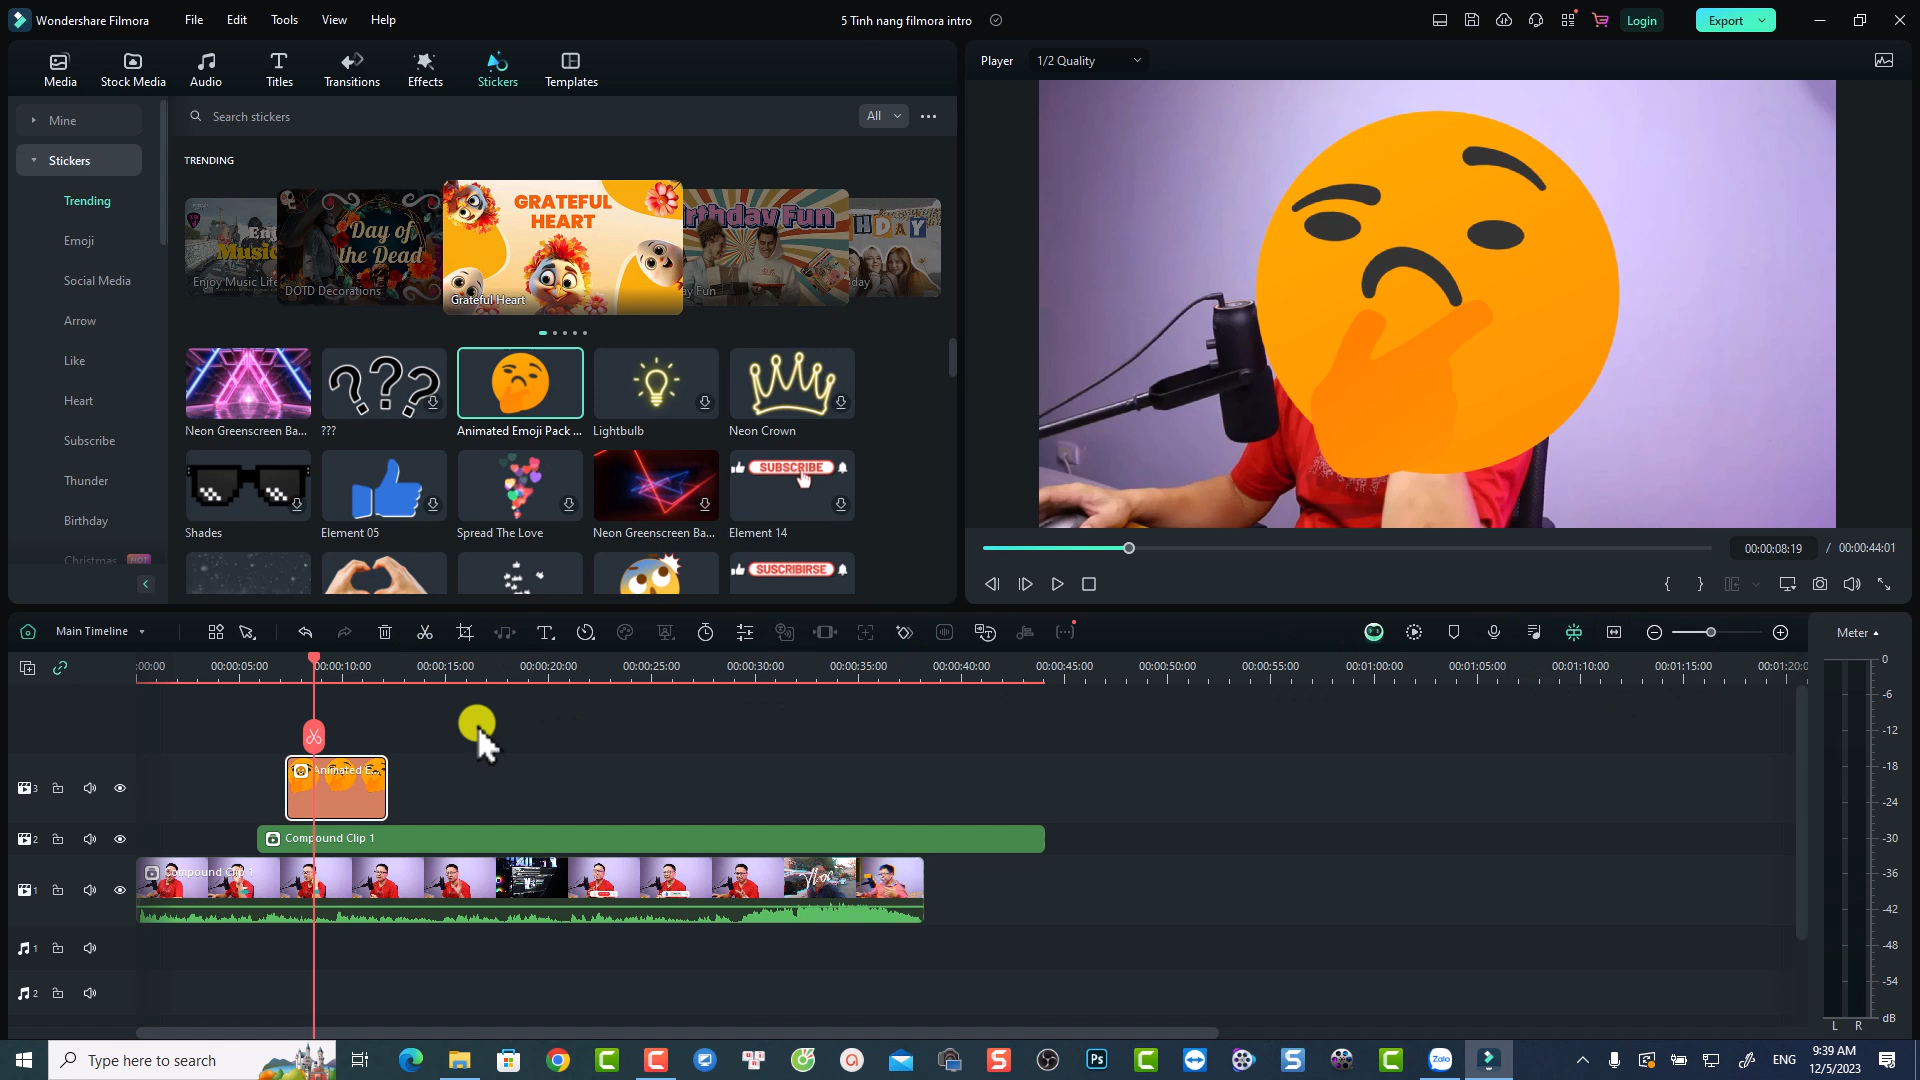 Wondershare Filmora File Edit Tools View Help 5 Tinh nang filmora intro Login Export
Media Stock Media Audio Titles Transitions Effects Stickers Templates
Player 1/2 Quality
Mine
Stickers
Trending
Emoji
Social Media
Arrow
Like
Heart
Subscribe
Thunder
Birthday
Christmas HOT
Search stickers All
TRENDING
Enjoy Music Life
Day of the Dead
DOTD Decorations
GRATEFUL
HEART
Grateful Heart
Birthday Fun
Neon Greenscreen Ba... ??? Animated Emoji Pack ... Lightbulb Neon Crown
SUBSCRIBE
Shades Element 05 Spread The Love Neon Greenscreen Ba... Element 14
SUSCRIBIRSE
00:00:08:19 / 00:00:44:01
Main Timeline Meter
:00:00 00:00:05:00 00:00:10:00 00:00:15:00 00:00:20:00 00:00:25:00 00:00:30:00 00:00:35:00 00:00:40:00 00:00:45:00 00:00:50:00 00:00:55:00 00:01:00:00 00:01:05:00 00:01:10:00 00:01:15:00 00:01:20:0
0
-6
-12
-18
-24
-30
-36
-42
-48
-54
dB
L R
3 Animated E...
2 Compound Clip 1
1 Compound Clip 1
1
2
Type here to search ENG 9:39 AM
12/5/2023